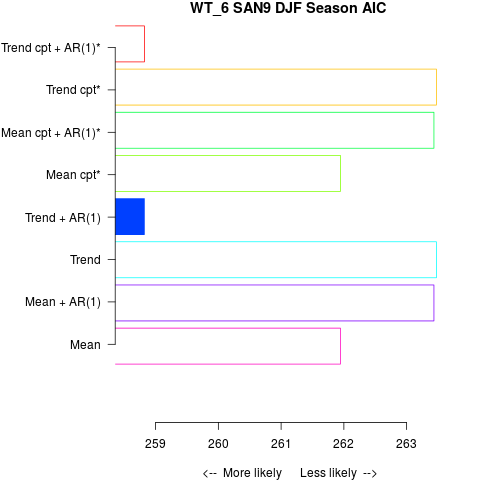 WT_6 SAN9 DJF Season AIC
Trend cpt + AR(1)*
Trend cpt*
Mean cpt + AR(1)*
Mean cpt*
Trend + AR(1)
Trend
Mean + AR(1)
Mean
259 260 261 262 263
<-- More likely Less likely -->